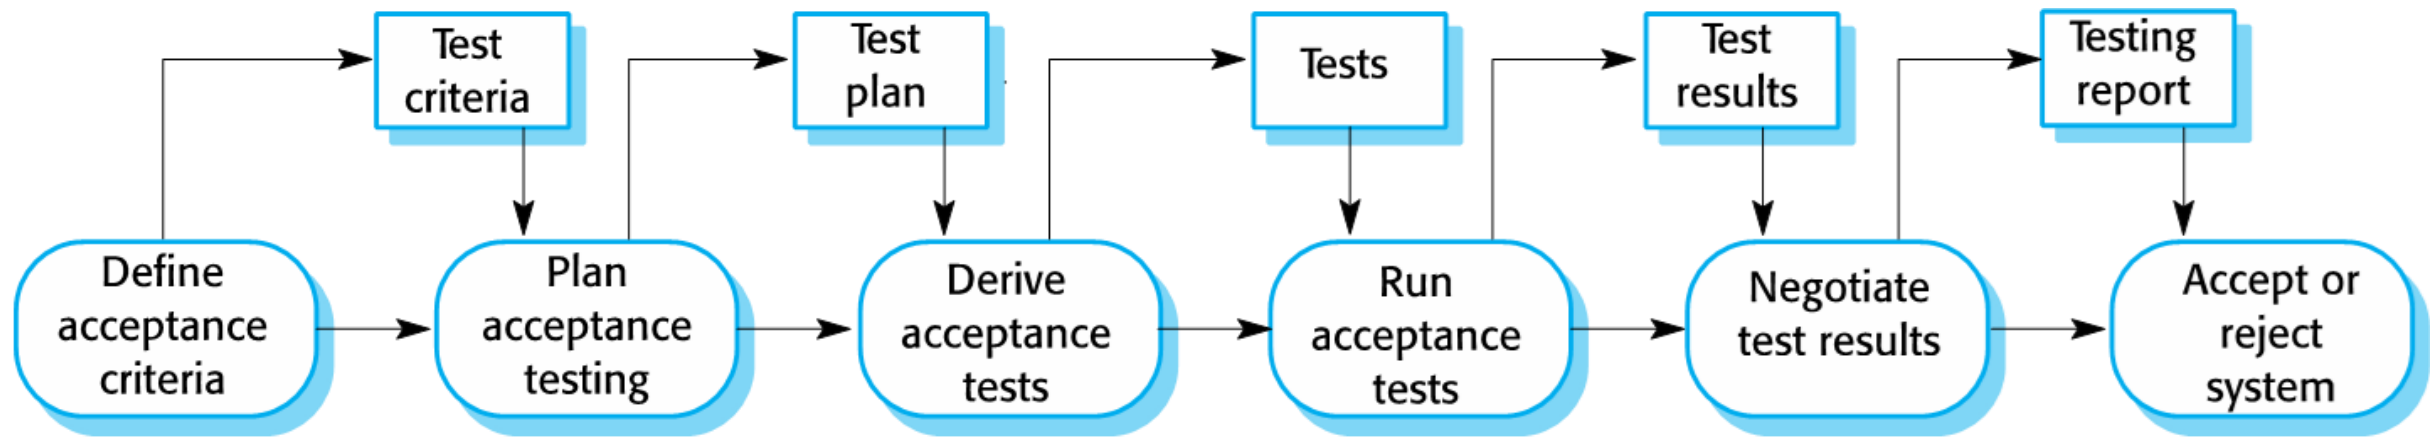 Test
criteria
Test
plan
Tests
Test
results
Testing
report
Define
acceptance
criteria
Plan
acceptance
testing
Derive
acceptance
tests
Run
acceptance
tests
Negotiate
test results
Accept or
reject
system